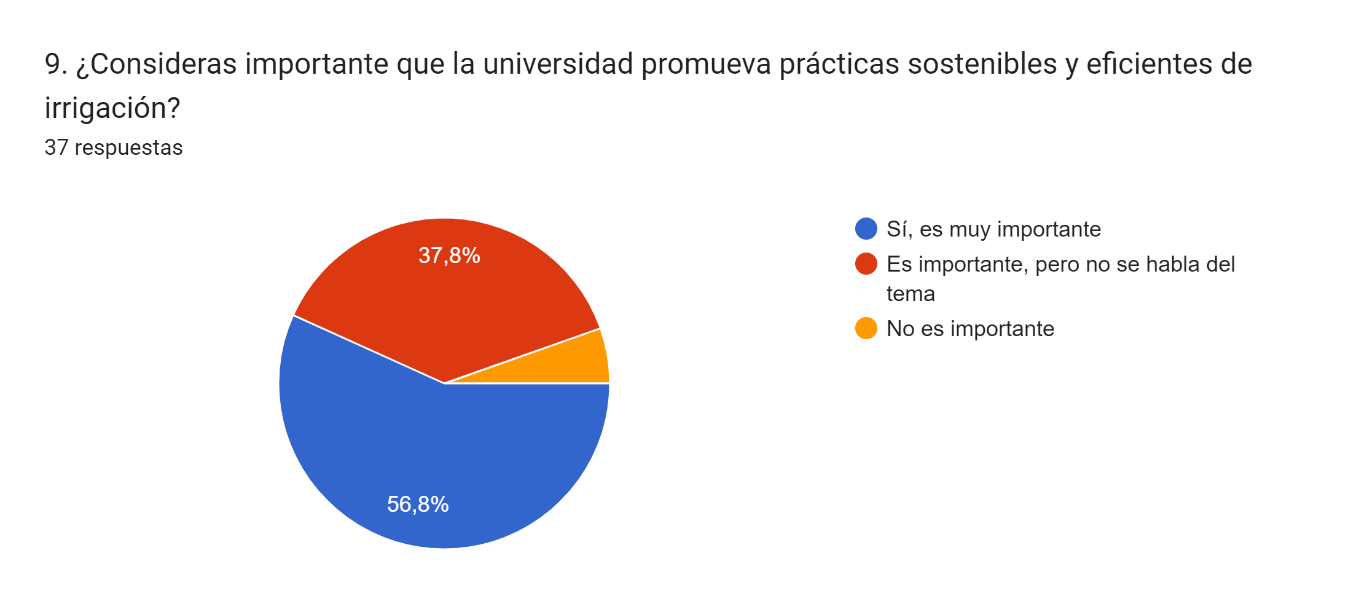 9. ¿Consideras importante que la universidad promueva prácticas sostenibles y eficientes de
irrigación?
37 respuestas
37,8%
56,8%
Sí, es muy importante
Es importante, pero no se habla del
tema
No es importante